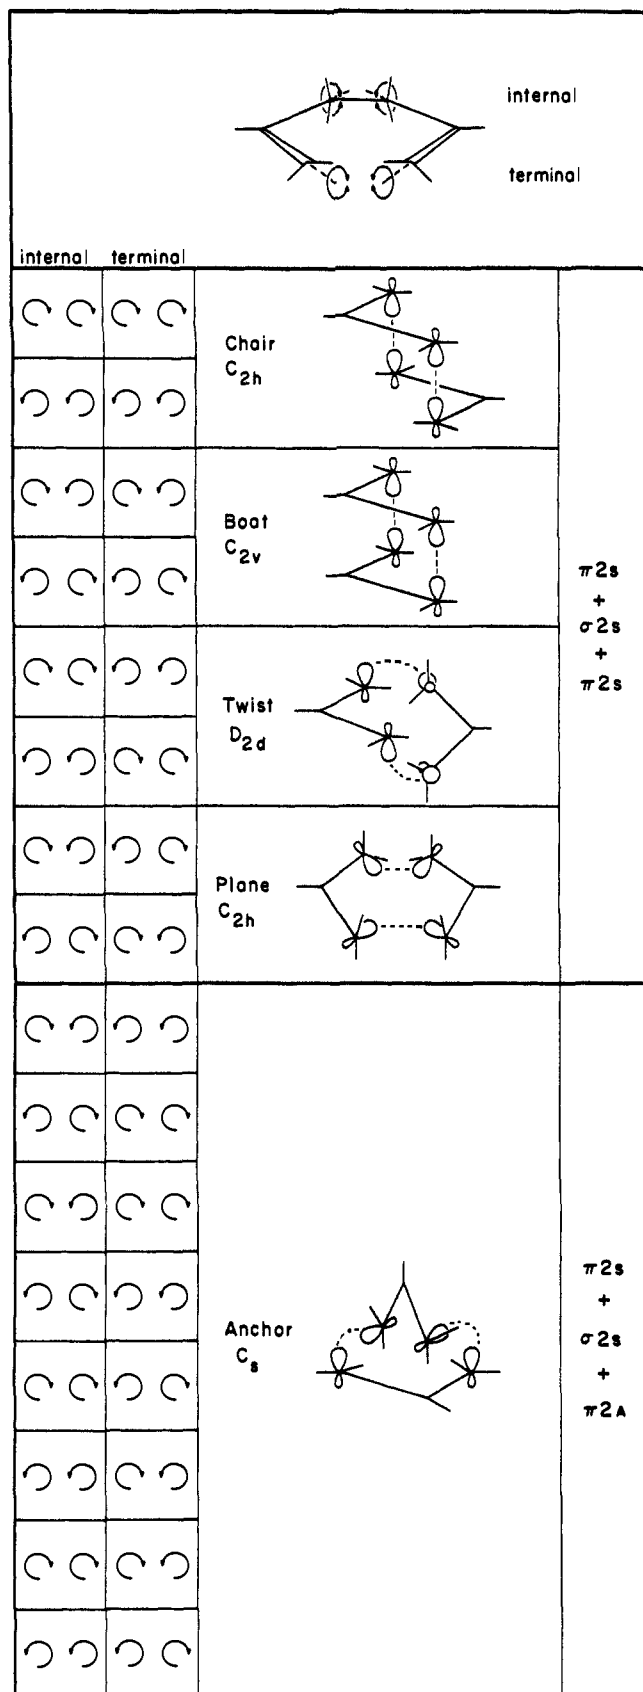 internal
terminal
internal terminal
Chair
C2h
Boat
C2v
Twist
D2d
Plane
C2h
π2s
+
σ2s
+
π2s
Anchor
Cs
π2s
+
σ2s
+
π2A